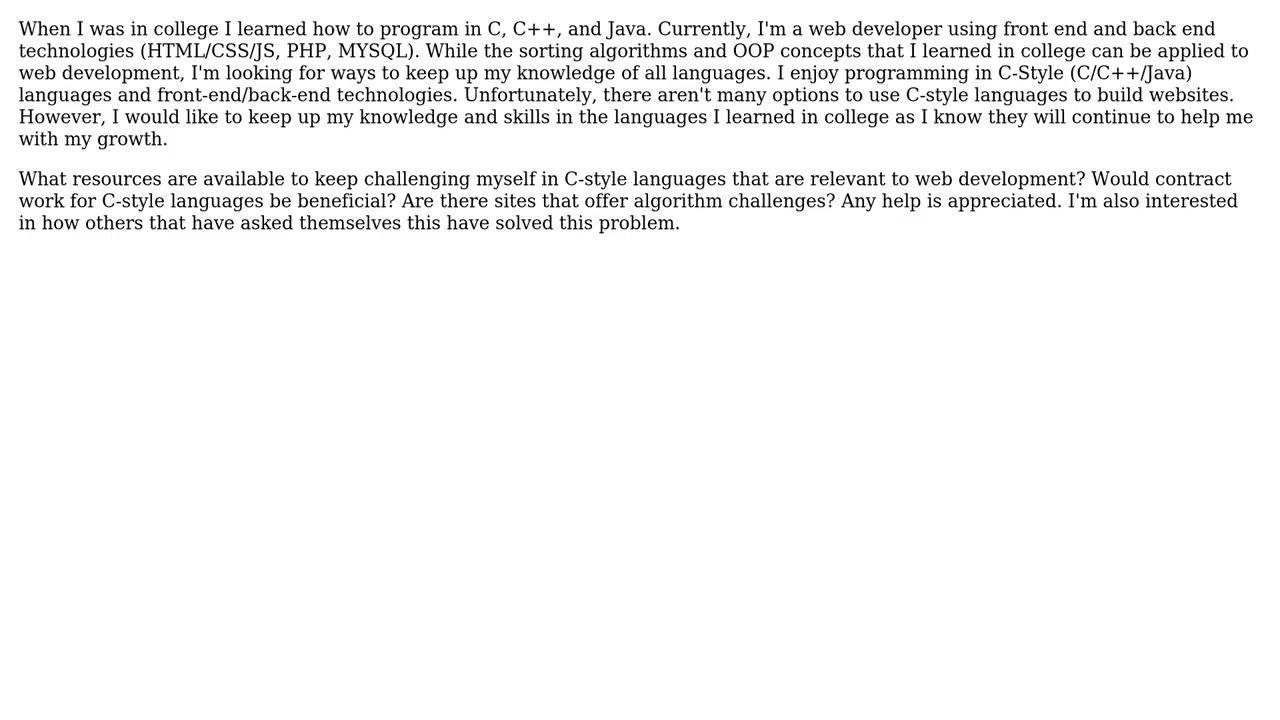 When I was in college I learned how to program in C, C++, and Java. Currently, I'm a web developer using front end and back end
technologies (HTML/CSS/JS, PHP, MYSQL). While the sorting algorithms and OOP concepts that I learned in college can be applied to
web development, I'm looking for ways to keep up my knowledge of all languages. I enjoy programming in C-Style (C/C++/Java)
languages and front-end/back-end technologies. Unfortunately, there aren't many options to use C-style languages to build websites.
However, I would like to keep up my knowledge and skills in the languages I learned in college as I know they will continue to help me
with my growth.
What resources are available to keep challenging myself in C-style languages that are relevant to web development? Would contract
work for C-style languages be beneficial? Are there sites that offer algorithm challenges? Any help is appreciated. I'm also interested
in how others that have asked themselves this have solved this problem.